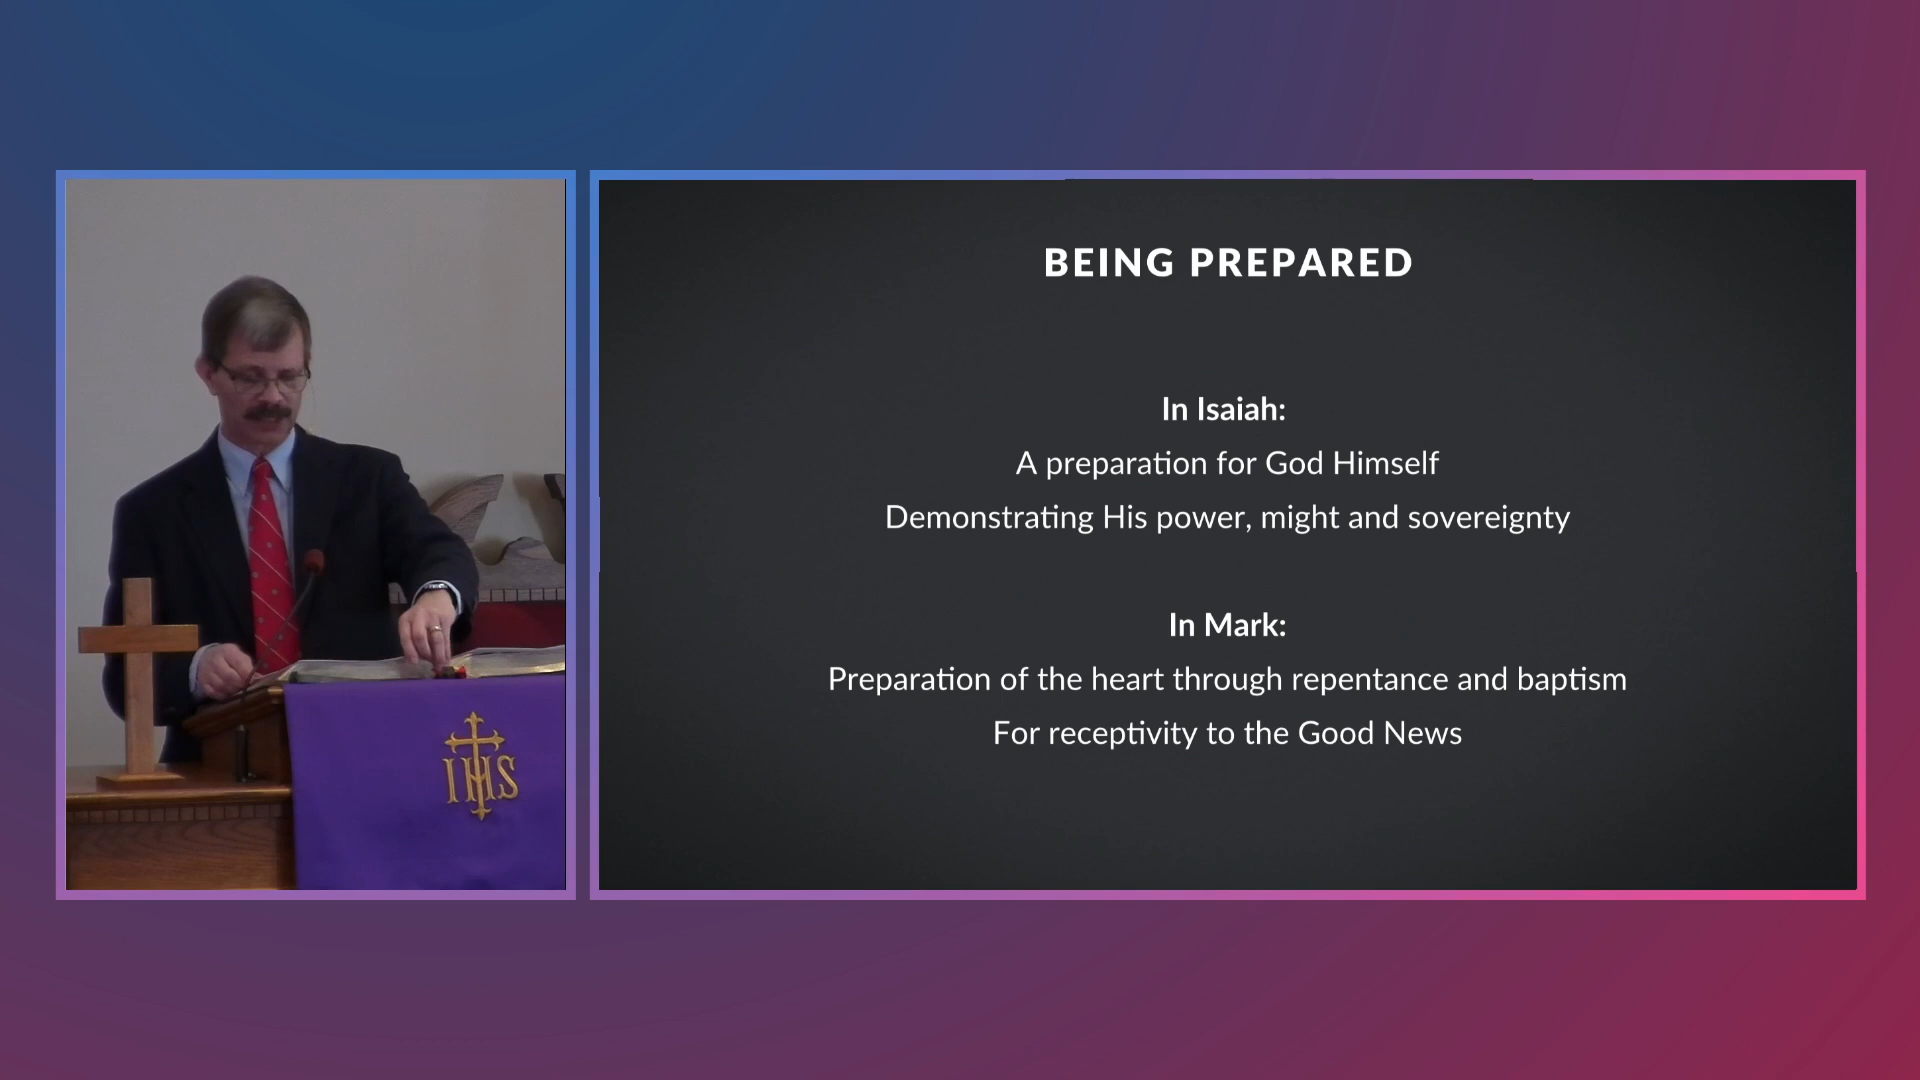 BEING PREPARED
In Isaiah:
A preparation for God Himself
Demonstrating His power, might and sovereignty
In Mark:
Preparation of the heart through repentance and baptism
For receptivity to the Good News
IHS